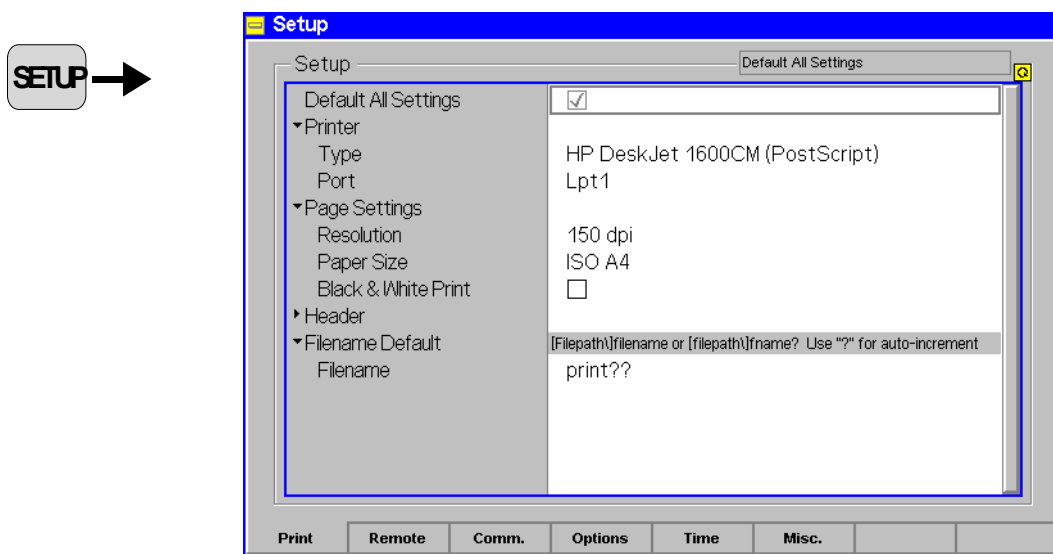 SETUP
Setup
Setup
Default All Settings
Default All Settings
Printer
Type HP DeskJet 1600CM (PostScript)
Port Lpt1
Page Settings
Resolution 150 dpi
Paper Size ISO A4
Black & White Print
Header
Filename Default [Filepath\]filename or [filepath\]fname? Use "?" for auto-increment
Filename print??
Print Remote Comm. Options Time Misc.